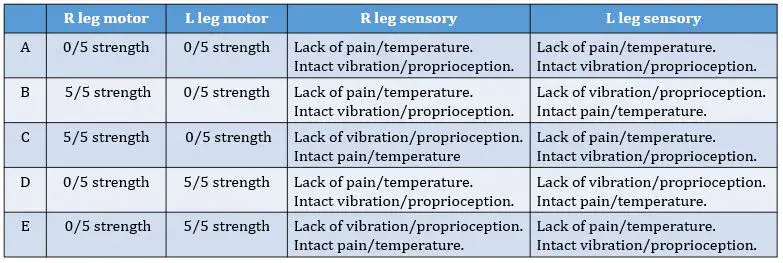 R leg motor L leg motor R leg sensory L leg sensory
A 0/5 strength 0/5 strength Lack of pain/temperature. Lack of pain/temperature.
Intact vibration/proprioception. Intact vibration/proprioception.
B 5/5 strength 0/5 strength Lack of pain/temperature. Lack of vibration/proprioception.
Intact vibration/proprioception. Intact pain/temperature.
C 5/5 strength 0/5 strength Lack of vibration/proprioception. Lack of pain/temperature.
Intact pain/temperature Intact vibration/proprioception.
D 0/5 strength 5/5 strength Lack of pain/temperature. Lack of vibration/proprioception.
Intact vibration/proprioception. Intact pain/temperature.
E 0/5 strength 5/5 strength Lack of vibration/proprioception. Lack of pain/temperature.
Intact pain/temperature. Intact vibration/proprioception.